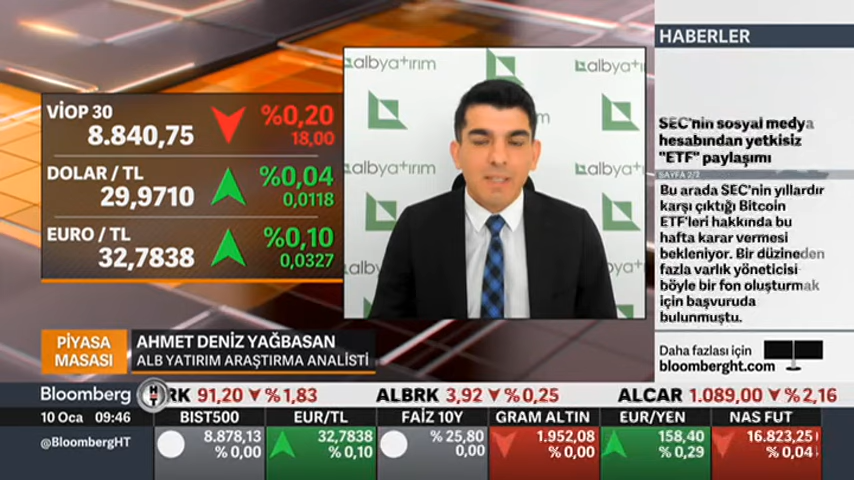 HABERLER
albyatırım
albyatırım
albyatırım
VİOP 30
8.840,75
%0,20
18,00
DOLAR / TL
29,9710
%0,04
0,0118
EURO / TL
32,7838
%0,10
0,0327
SEC'nin sosyal medya
hesabından yetkisiz
"ETF" paylaşımı
SAYFA 2/2
Bu arada SEC'nin yıllardır
karşı çıktığı Bitcoin
ETF'leri hakkında bu
hafta karar vermesi
bekleniyor. Bir düzineden
fazla varlık yöneticisi
böyle bir fon oluşturmak
için başvuruda
bulunmuştu.
PİYASA
MASASI
AHMET DENİZ YAĞBASAN
ALB YATIRIM ARAŞTIRMA ANALİSTİ
Daha fazlası için
bloomberght.com
Bloomberg HT
RK 91,20 %1,83 ALBRK 3,92 %0,25 ALCAR 1.089,00 %2,16
10 Oca 09:46
BIST500 EUR/TL FAİZ 10Y GRAM ALTIN EUR/YEN NAS FUT
@BloombergHT
8.878,13 32,7838 % 25,80 1.952,08 158,40 16.823,25
% 0,00 % 0,10 0,00 % 0,00 % 0,29 % 0,04